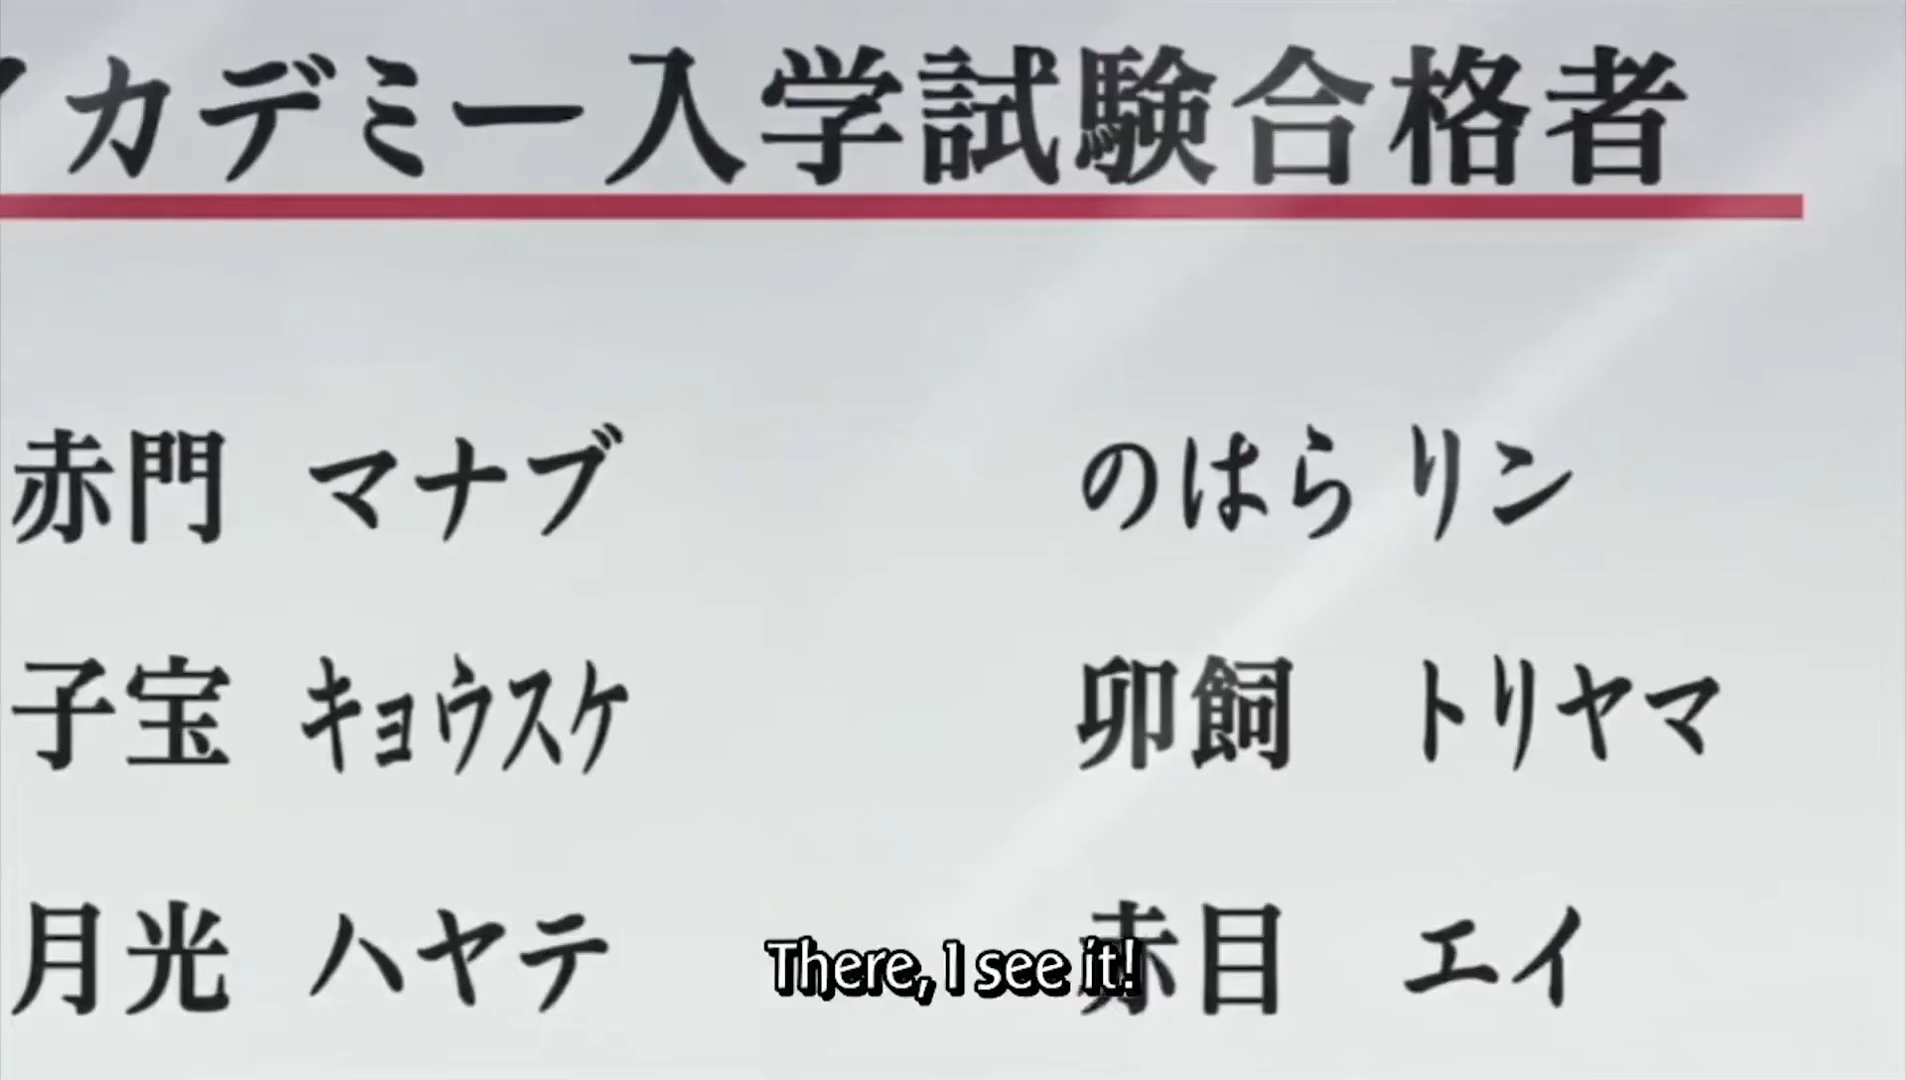 アカデミー入学試験合格者
赤門 マナブ のはら リン
子宝 キョウスケ 卯飼 トリヤマ
月光 ハヤテ 赤目 エイ
There, I see it!